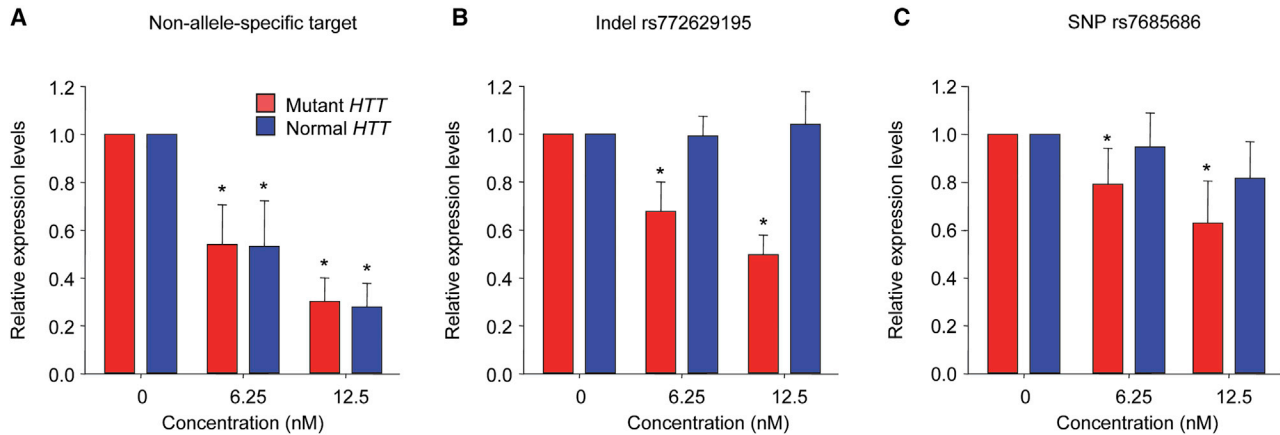 A
Non-allele-specific target
Relative expression levels
1.2
1.0
0.8
0.6
0.4
0.2
0.0
Mutant HTT
Normal HTT
* *
* *
0 6.25 12.5
Concentration (nM)
B
Indel rs772629195
Relative expression levels
1.2
1.0
0.8
0.6
0.4
0.2
0.0
*
*
0 6.25 12.5
Concentration (nM)
C
SNP rs7685686
Relative expression levels
1.2
1.0
0.8
0.6
0.4
0.2
0.0
*
*
0 6.25 12.5
Concentration (nM)